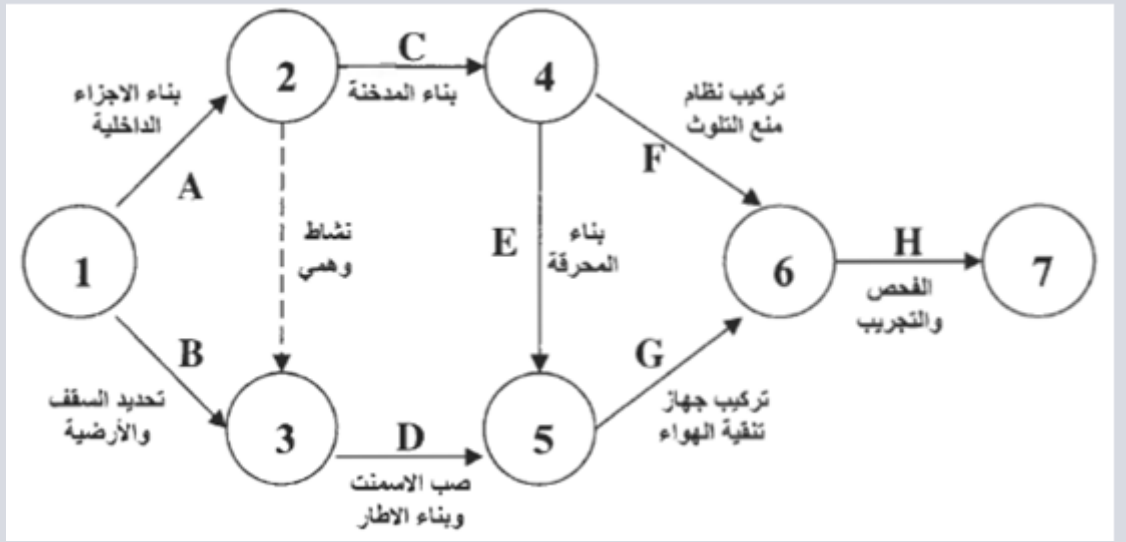 2
C
4
بناء المدخنة
بناء الاجزاء
الداخلية
A
تركيب نظام
منع التلوث
F
نشاط
وهمي
E
بناء
المحرقة
1
6
H
7
الفحص
والتجريب
B
تحديد السقف
والأرضية
3
D
صب الاسمنت
وبناء الاطار
5
G
تركيب جهاز
تنقية الهواء